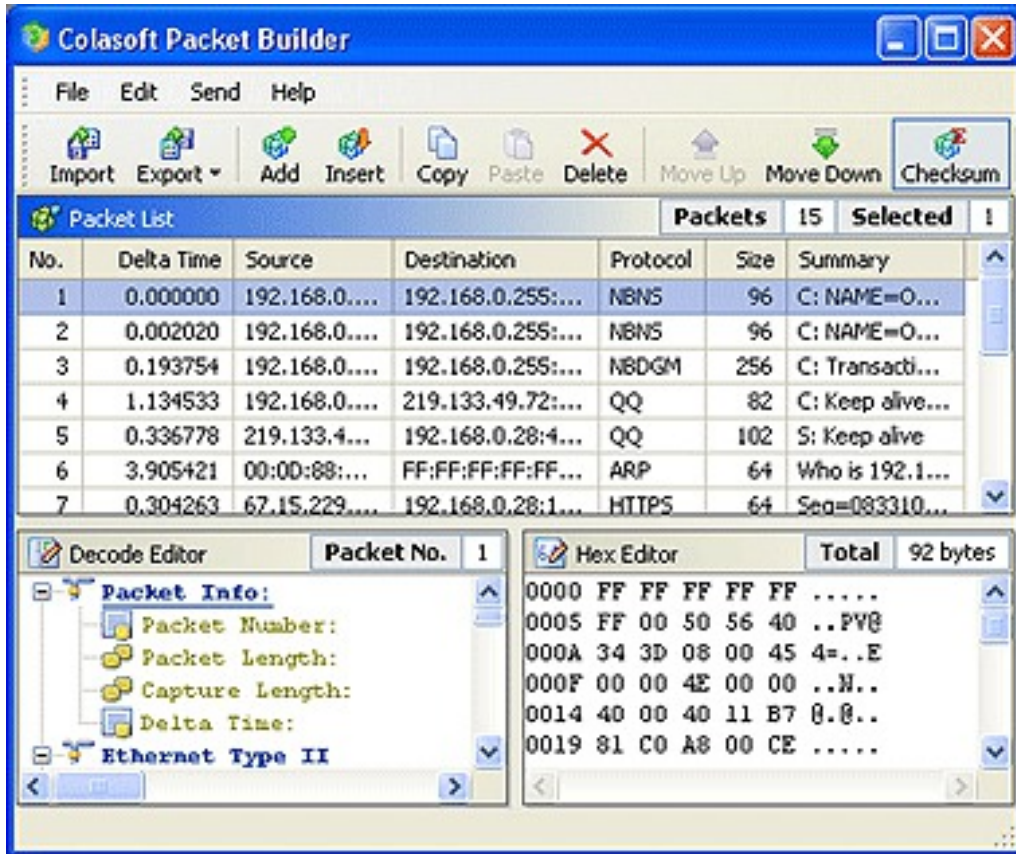 Colasoft Packet Builder
File Edit Send Help
Import Export Add Insert Copy Paste Delete Move Up Move Down Checksum
Packet List Packets 15 Selected 1
No. Delta Time Source Destination Protocol Size Summary
1 0.000000 192.168.0.... 192.168.0.255:... NBNS 96 C: NAME=O...
2 0.002020 192.168.0.... 192.168.0.255:... NBNS 96 C: NAME=O...
3 0.193754 192.168.0.... 192.168.0.255:... NBDGM 256 C: Transacti...
4 1.134533 192.168.0.... 219.133.49.72:... QQ 82 C: Keep alive...
5 0.336778 219.133.4... 192.168.0.28:4... QQ 102 S: Keep alive
6 3.905421 00:0D:88:... FF:FF:FF:FF:FF... ARP 64 Who is 192.1...
7 0.304263 67.15.229.... 192.168.0.28:1... HTTPS 64 Seq=083310...
Decode Editor Packet No. 1
Packet Info:
Packet Number:
Packet Length:
Capture Length:
Delta Time:
Ethernet Type II
Hex Editor Total 92 bytes
0000 FF FF FF FF FF .....
0005 FF 00 50 56 40 ..PV@
000A 34 3D 08 00 45 4=..E
000F 00 00 4E 00 00 ..N..
0014 40 00 40 11 B7 @.@..
0019 81 C0 A8 00 CE .....